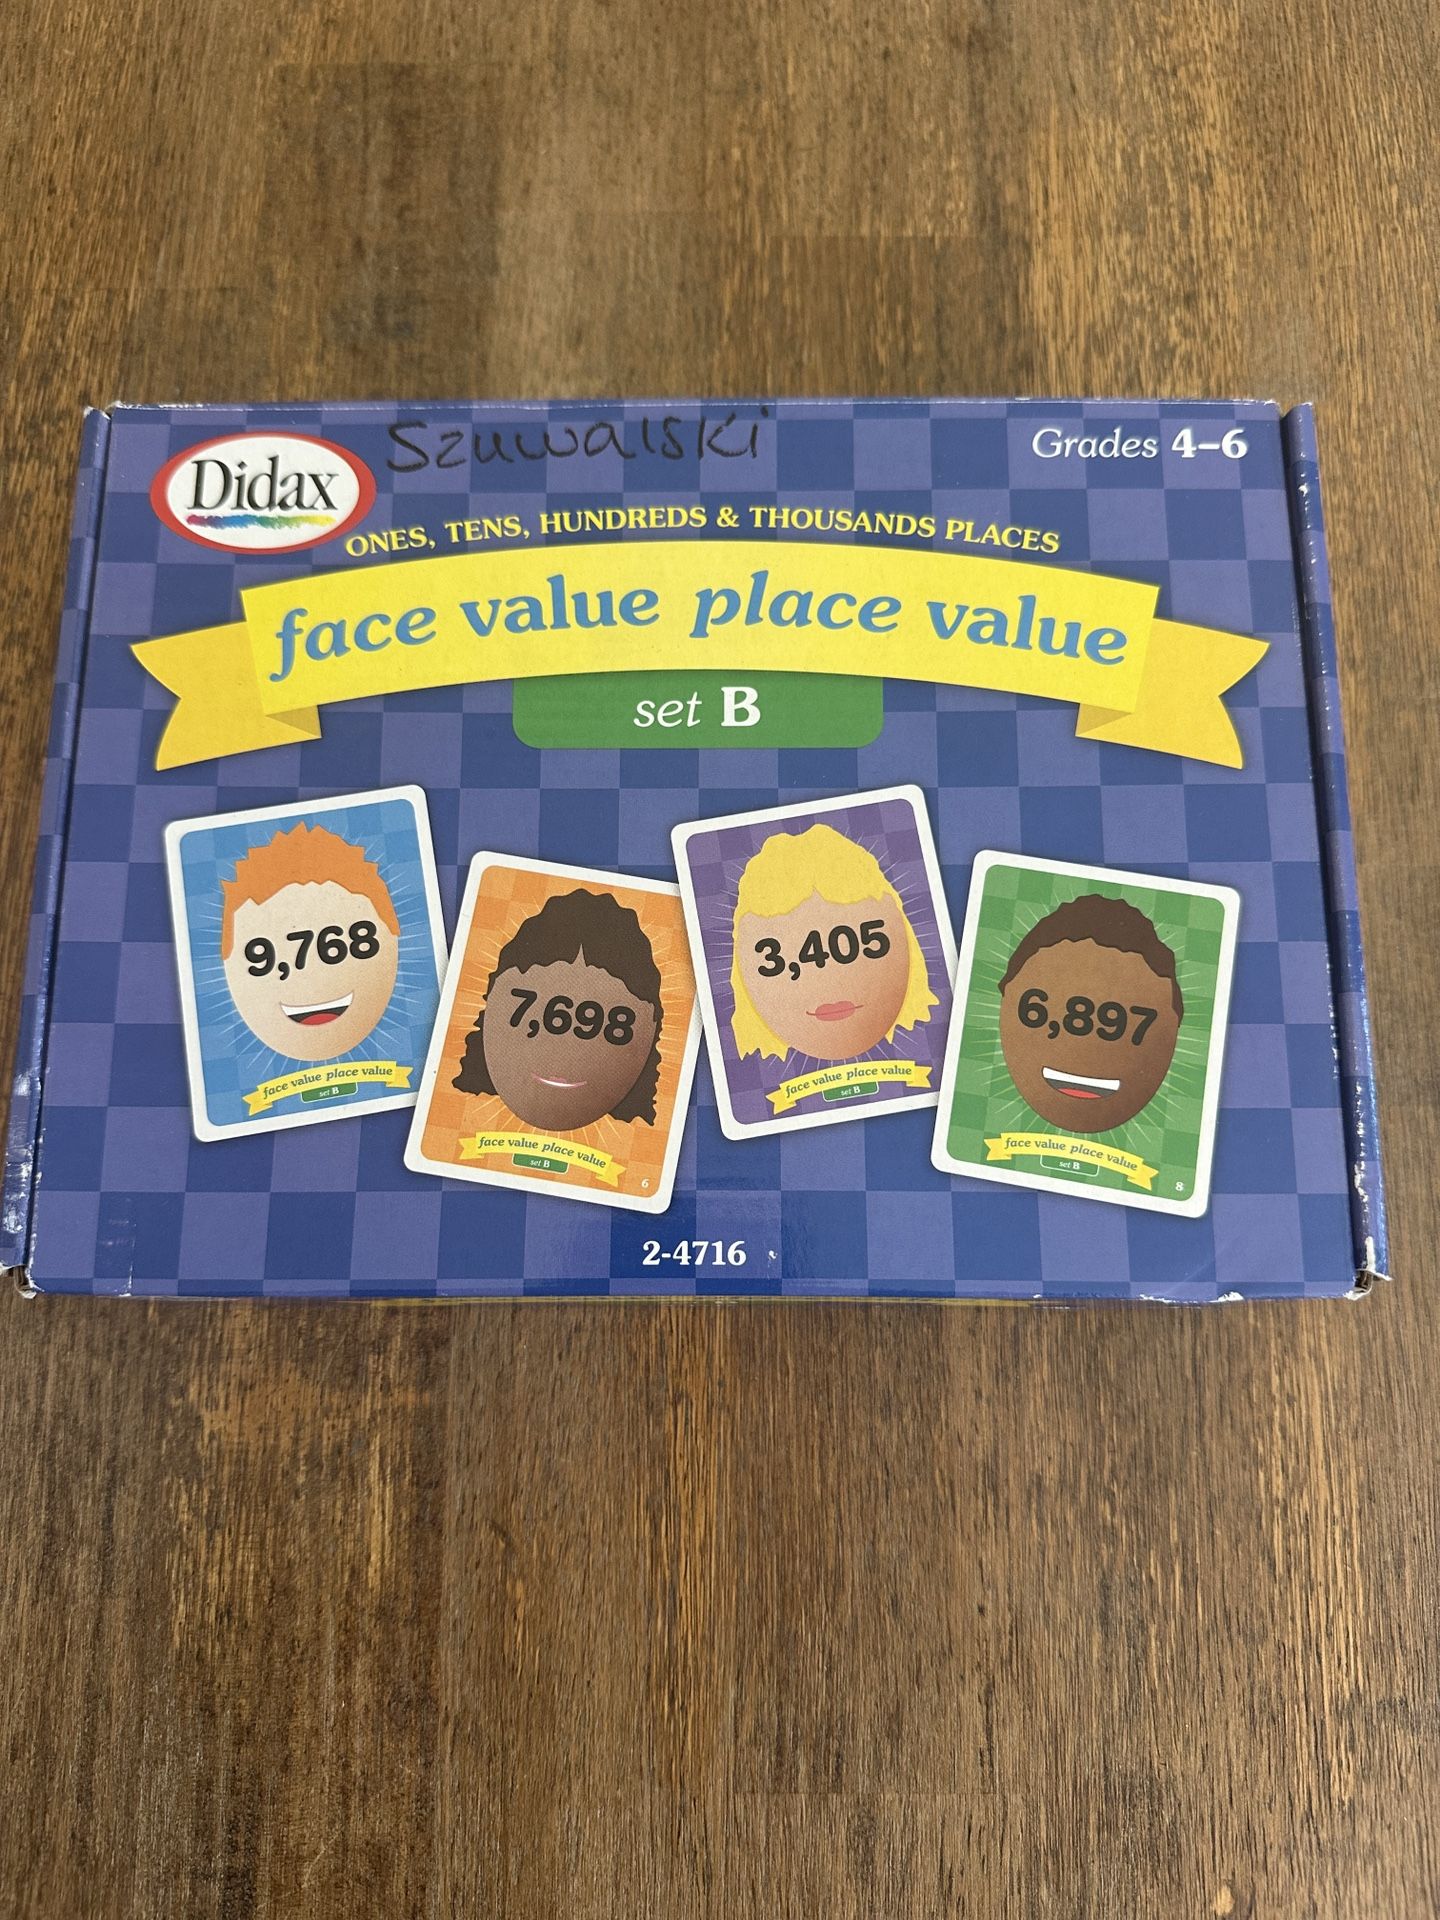 Szuwalski
Didax
Grades 4–6
ONES, TENS, HUNDREDS & THOUSANDS PLACES
face value place value
set B
9,768
face value place value
set B
7,698
face value place value
set B
6
3,405
face value place value
set B
6,897
face value place value
set B
8
2-4716